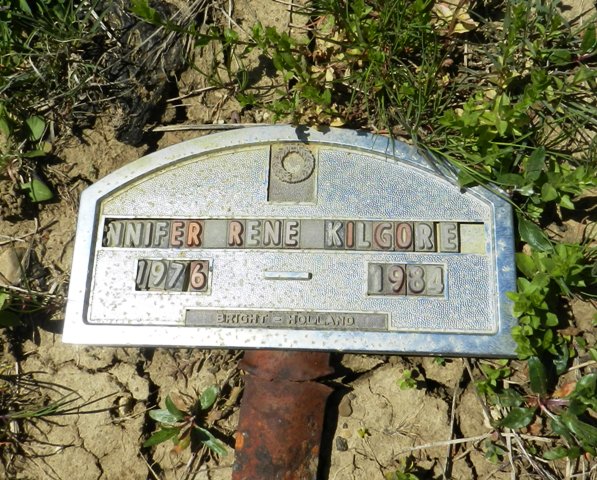 NNIFER RENE KILGORE
1976 — 1984
BRIGHT - HOLLAND